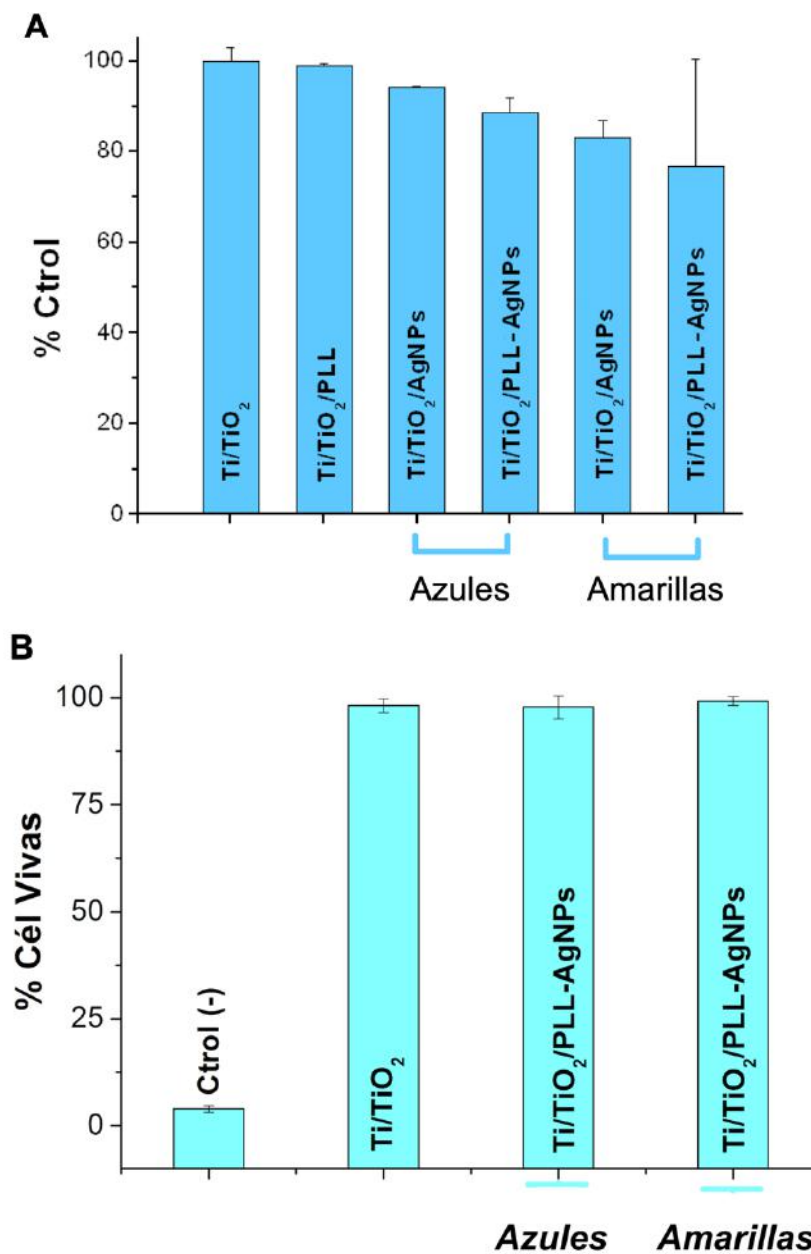 A
% Ctrol
100
80
60
40
20
0
Ti/TiO₂
Ti/TiO₂/PLL
Ti/TiO₂/AgNPs
Ti/TiO₂/PLL-AgNPs
Ti/TiO₂/AgNPs
Ti/TiO₂/PLL-AgNPs
Azules Amarillas
B
% Cél Vivas
100
75
50
25
0
Ctrol (-)
Ti/TiO₂
Ti/TiO₂/PLL-AgNPs
Ti/TiO₂/PLL-AgNPs
Azules Amarillas